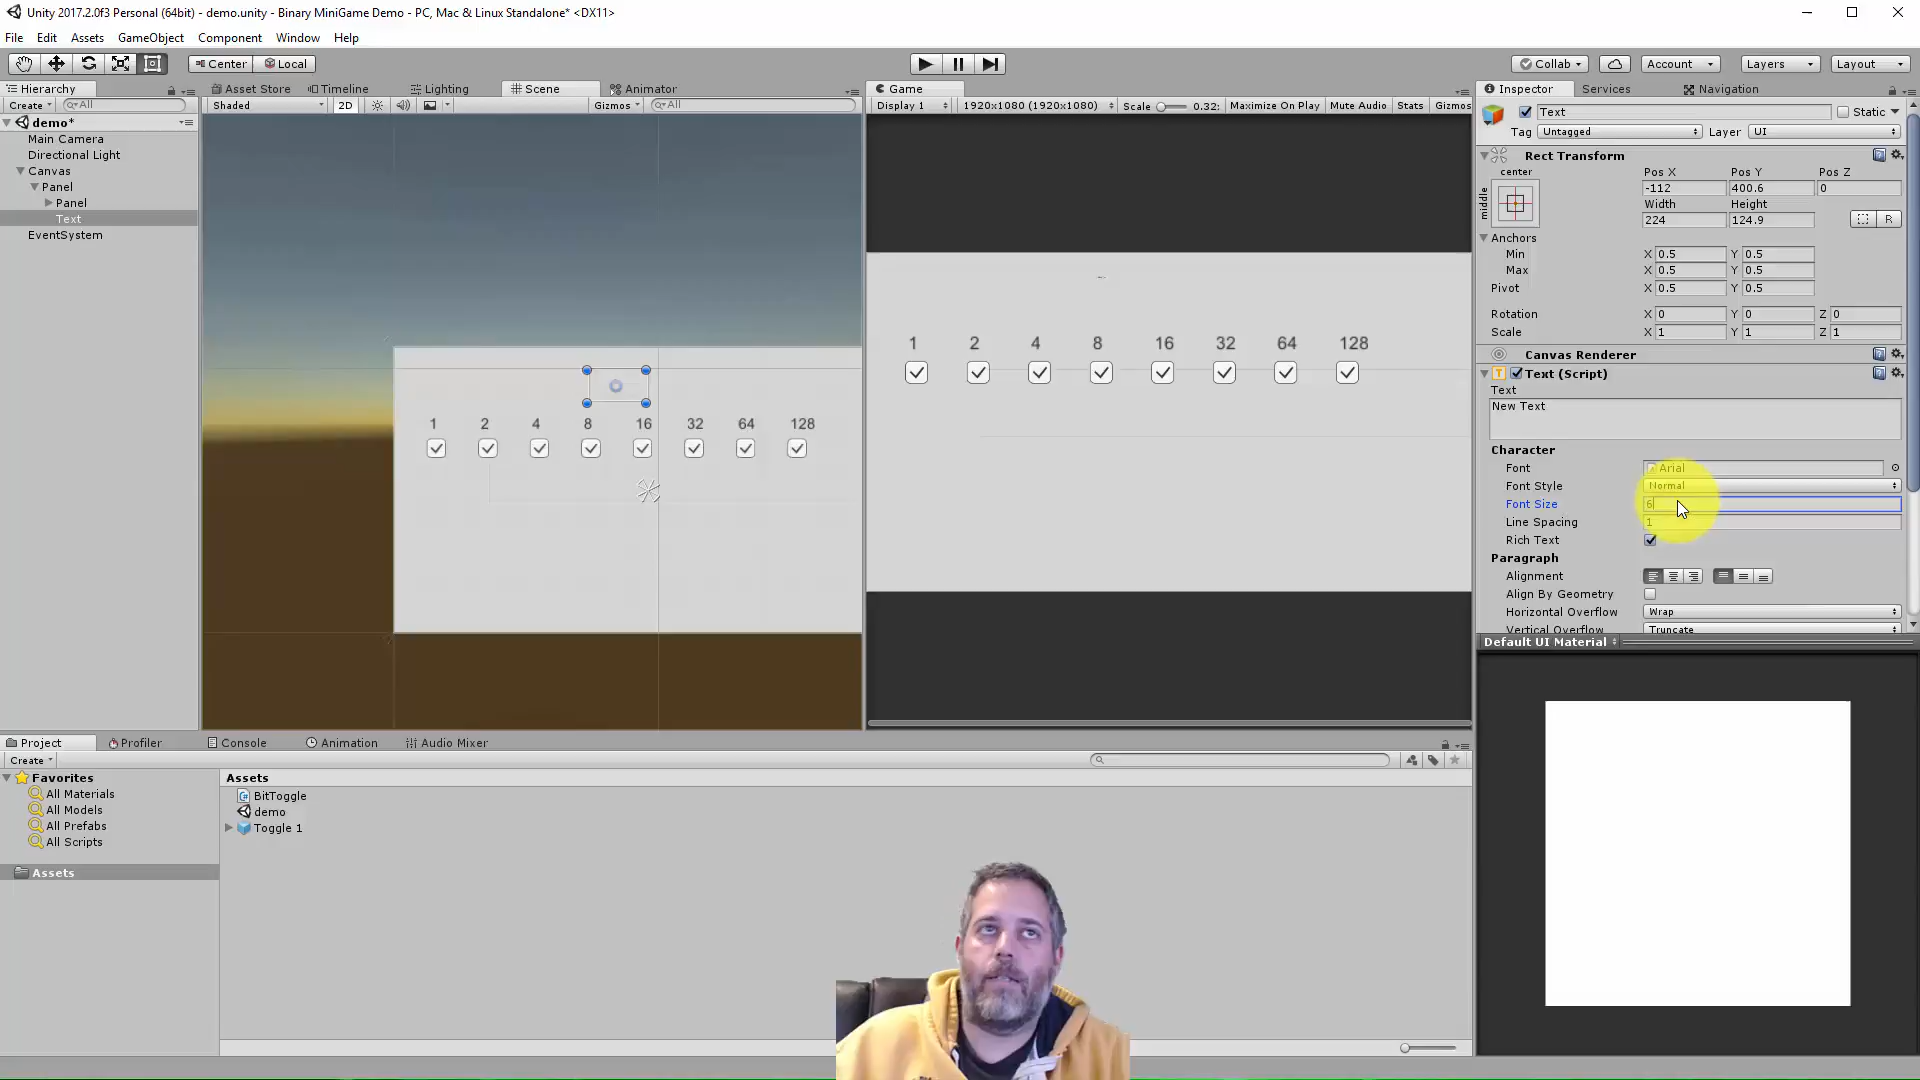 Unity 2017.2.0f3 Personal (64bit) - demo.unity - Binary MiniGame Demo - PC, Mac & Linux Standalone* <DX11>
File Edit Assets GameObject Component Window Help
Center Local Collab Account Layers Layout
Hierarchy Asset Store Timeline Lighting Scene Animator Game Inspector Services Navigation
Create All Shaded 2D Gizmos All Display 1 1920x1080 (1920x1080) Scale 0.32: Maximize On Play Mute Audio Stats Gizmos
demo*
Main Camera
Directional Light
Canvas
Panel
Panel
Text
EventSystem
1 2 4 8 16 32 64 128
1 2 4 8 16 32 64 128
Text Static
Tag Untagged Layer UI
Rect Transform
center Pos X Pos Y Pos Z
middle -112 400.6 0
Width Height
224 124.9 R
Anchors
Min X 0.5 Y 0.5
Max X 0.5 Y 0.5
Pivot X 0.5 Y 0.5
Rotation X 0 Y 0 Z 0
Scale X 1 Y 1 Z 1
Canvas Renderer
Text (Script)
Text
New Text
Character
Font Arial
Font Style Normal
Font Size 6
Line Spacing 1
Rich Text
Paragraph
Alignment
Align By Geometry
Horizontal Overflow Wrap
Vertical Overflow Truncate
Default UI Material
Project Profiler Console Animation Audio Mixer
Create
Favorites
All Materials
All Models
All Prefabs
All Scripts
Assets
Assets
BitToggle
demo
Toggle 1